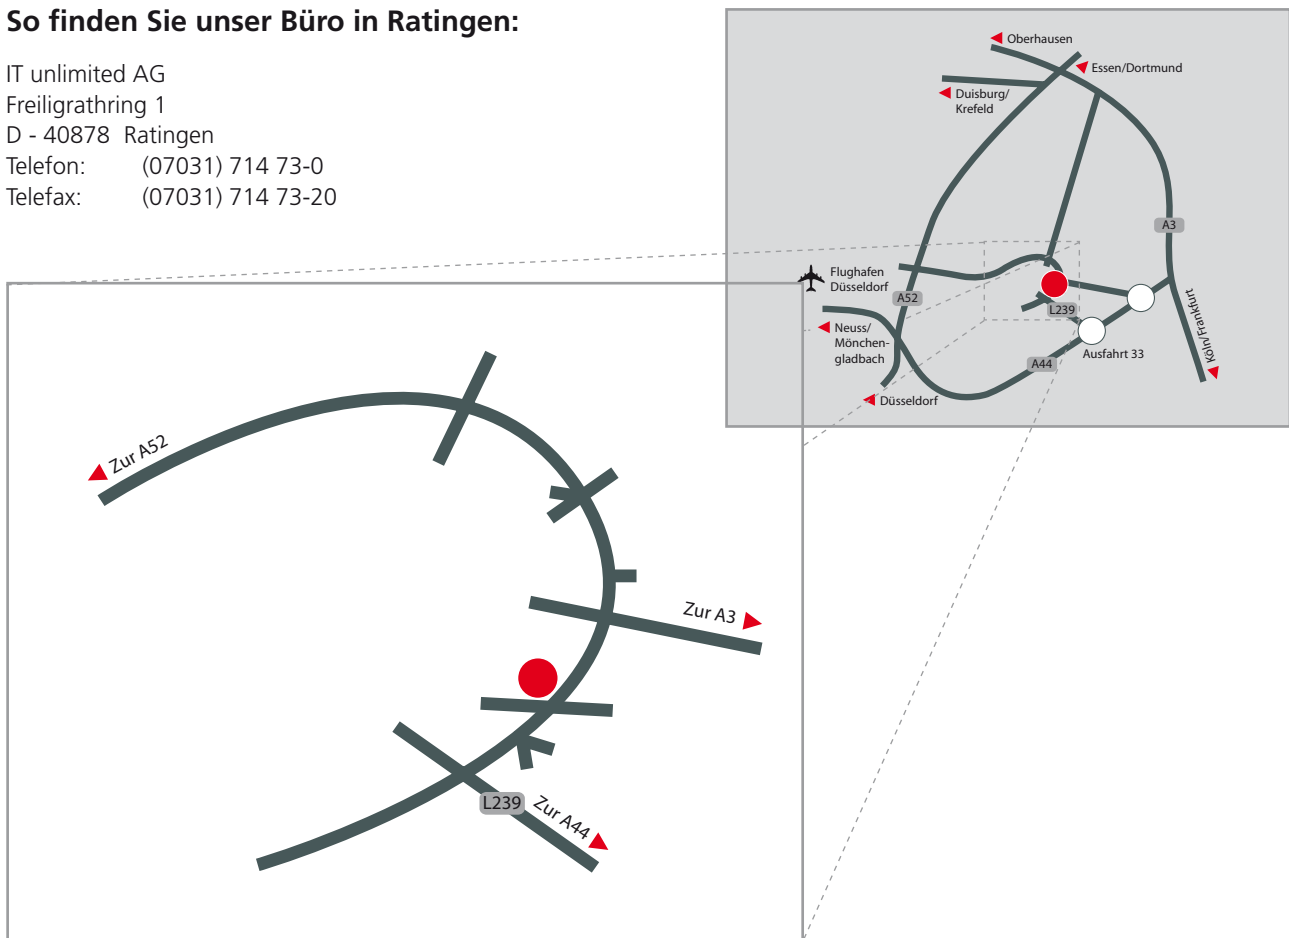 So finden Sie unser Büro in Ratingen:
IT unlimited AG
Freiligrathring 1
D - 40878 Ratingen
Telefon: (07031) 714 73-0
Telefax: (07031) 714 73-20
Oberhausen
Essen/Dortmund
Duisburg/
Krefeld
A3
Flughafen
Düsseldorf
A52
L239
Neuss/
Mönchen-
gladbach
Köln/Frankfurt
Ausfahrt 33
A44
Düsseldorf
Zur A52
Zur A3
L239
Zur A44